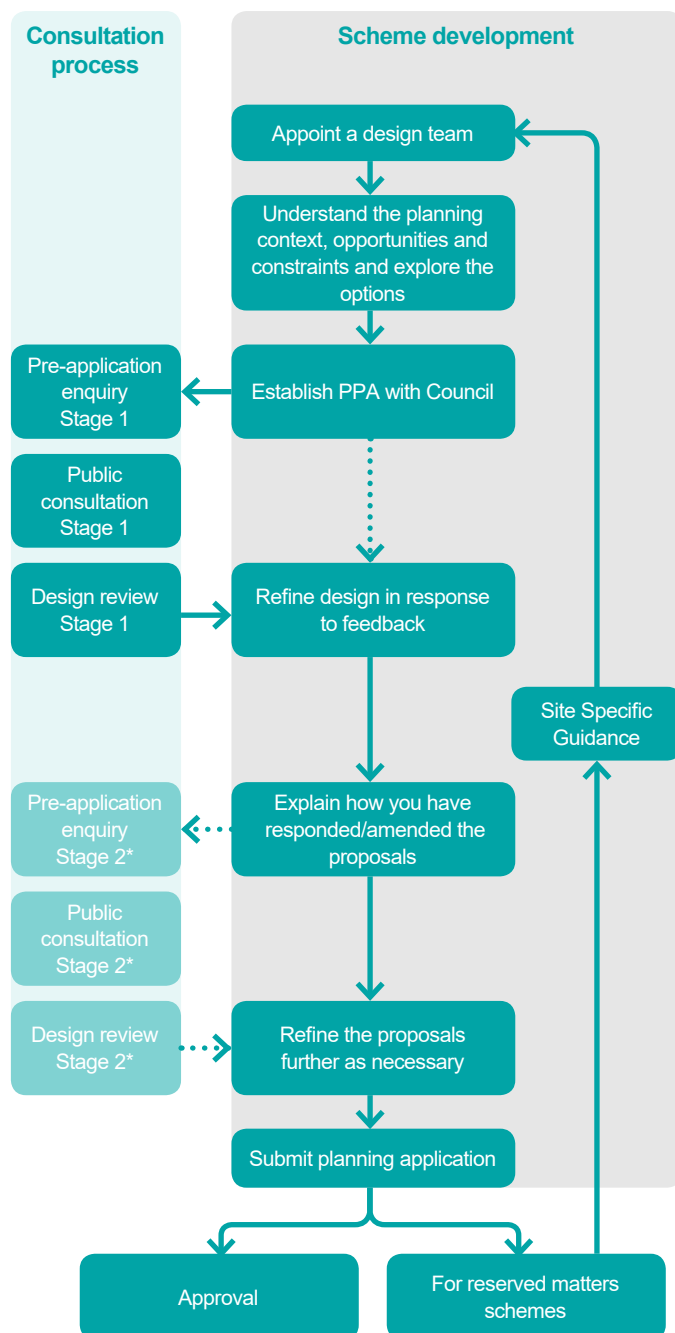 Consultation
process
Scheme development
Appoint a design team
Understand the planning
context, opportunities and
constraints and explore the
options
Pre-application
enquiry
Stage 1
Establish PPA with Council
Public
consultation
Stage 1
Design review
Stage 1
Refine design in response
to feedback
Site Specific
Guidance
Pre-application
enquiry
Stage 2*
Explain how you have
responded/amended the
proposals
Public
consultation
Stage 2*
Design review
Stage 2*
Refine the proposals
further as necessary
Submit planning application
Approval
For reserved matters
schemes